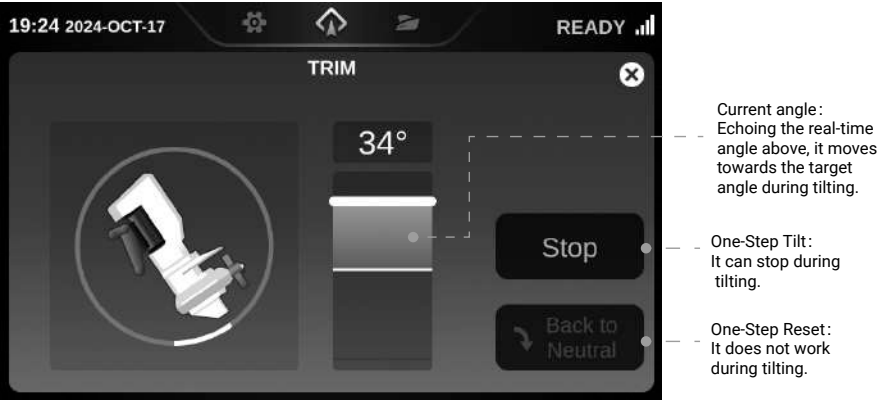 19:24 2024-OCT-17
READY
TRIM
34°
Current angle:
Echoing the real-time
angle above, it moves
towards the target
angle during tilting.
Stop
One-Step Tilt:
It can stop during
tilting.
Back to
Neutral
One-Step Reset:
It does not work
during tilting.